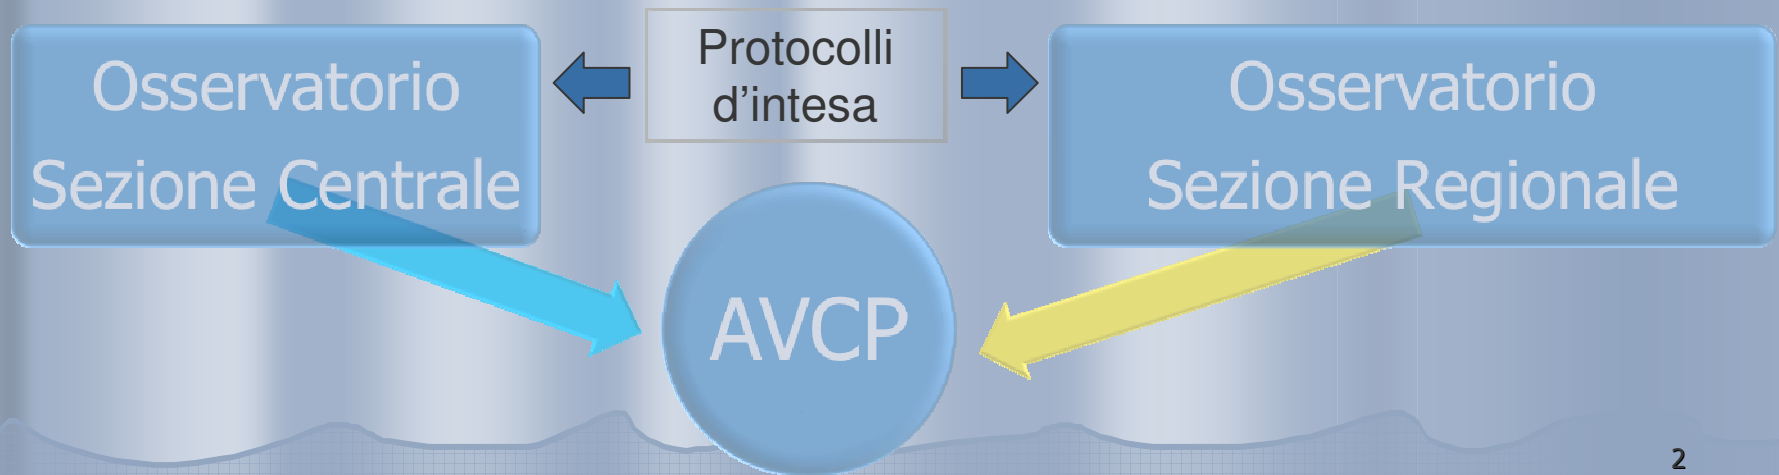 Osservatorio
Sezione Centrale
Protocolli
d'intesa
Osservatorio
Sezione Regionale
AVCP
2